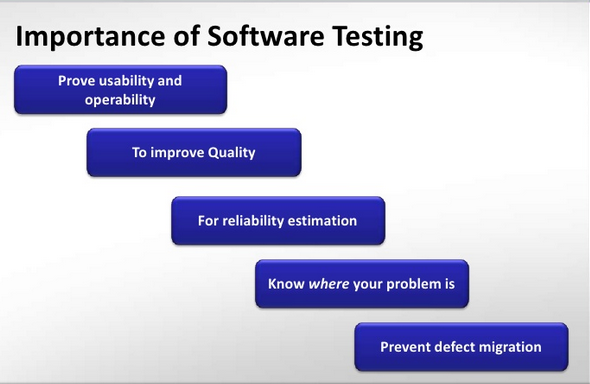 Importance of Software Testing
Prove usability and
operability
To improve Quality
For reliability estimation
Know where your problem is
Prevent defect migration